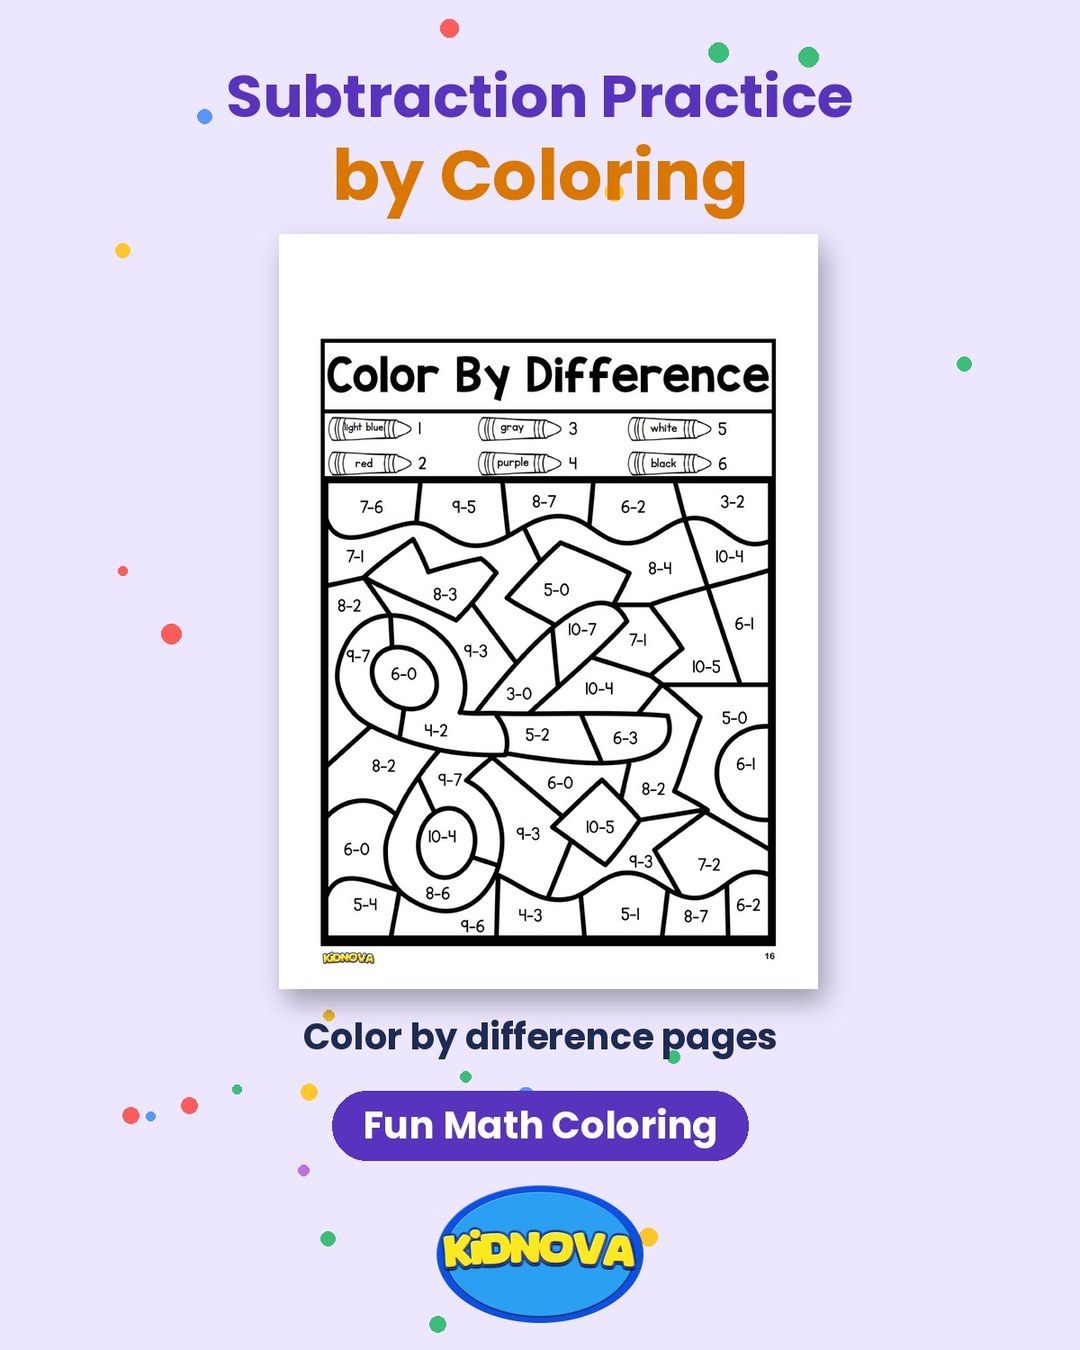 Subtraction Practice
by Coloring
Color By Difference
light blue 1 gray 3 white 5
red 2 purple 4 black 6
7-6 9-5 8-7 6-2 3-2
7-1 8-4 10-4
8-3 5-0
8-2 10-7 7-1 6-1
9-7 6-0 9-3 10-5
3-0 10-4
4-2 5-2 6-3 5-0
8-2 9-7 6-0 8-2 6-1
10-4 9-3 10-5
6-0 9-3 7-2
8-6
5-4 9-6 4-3 5-1 8-7 6-2
KiDNOVA 16
Color by difference pages
Fun Math Coloring
KiDNOVA